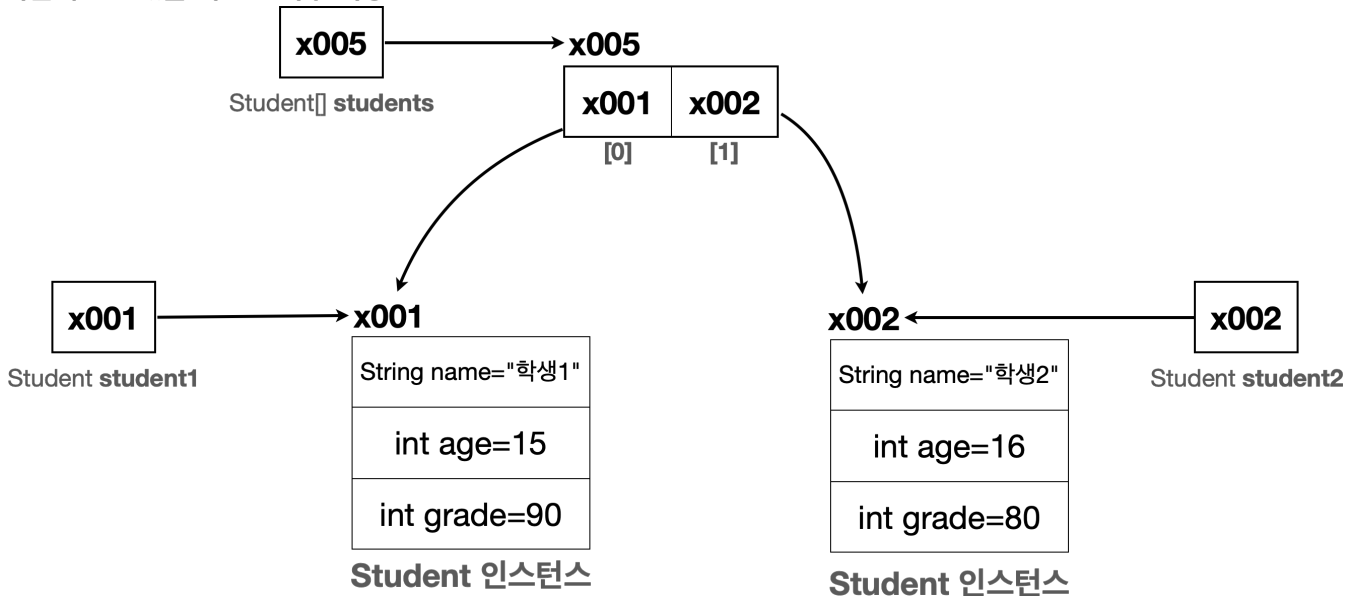 x005
x005
Student[] students
x001 x002
[0] [1]
x001
x001
x002
x002
Student student1
String name="학생1"
String name="학생2"
Student student2
int age=15
int age=16
int grade=90
int grade=80
Student 인스턴스
Student 인스턴스